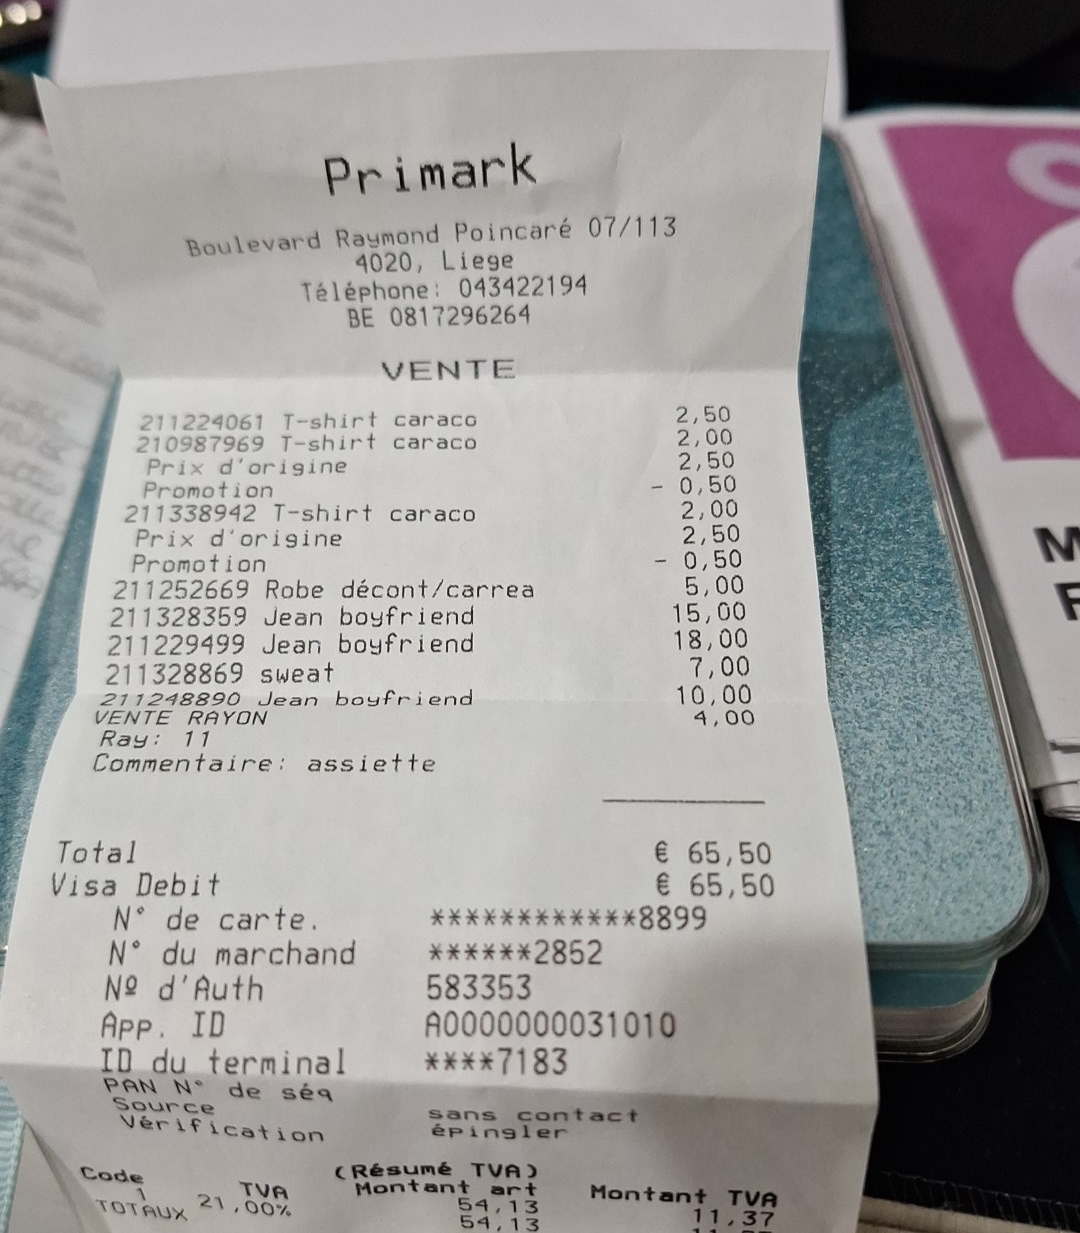 Primark
Boulevard Raymond Poincaré 07/113
4020, Liege
Téléphone: 043422194
BE 0817296264
VENTE
211224061 T-shirt caraco 2,50
210987969 T-shirt caraco 2,00
Prix d'origine 2,50
Promotion - 0,50
211338942 T-shirt caraco 2,00
Prix d'origine 2,50
Promotion - 0,50
211252669 Robe décont/carrea 5,00
211328359 Jean boyfriend 15,00
211229499 Jean boyfriend 18,00
211328869 sweat 7,00
211248890 Jean boyfriend 10,00
VENTE RAYON 4,00
Ray: 11
Commentaire: assiette
Total € 65,50
Visa Debit € 65,50
N° de carte. ************8899
N° du marchand ******2852
Nº d'Auth 583353
App. ID A0000000031010
ID du terminal ****7183
PAN N° de séq
Source sans contact
Vérification épingler
(Résumé TVA)
Code TVA Montant art Montant TVA
1 21,00% 54,13 11,37
TOTAUX 54,13